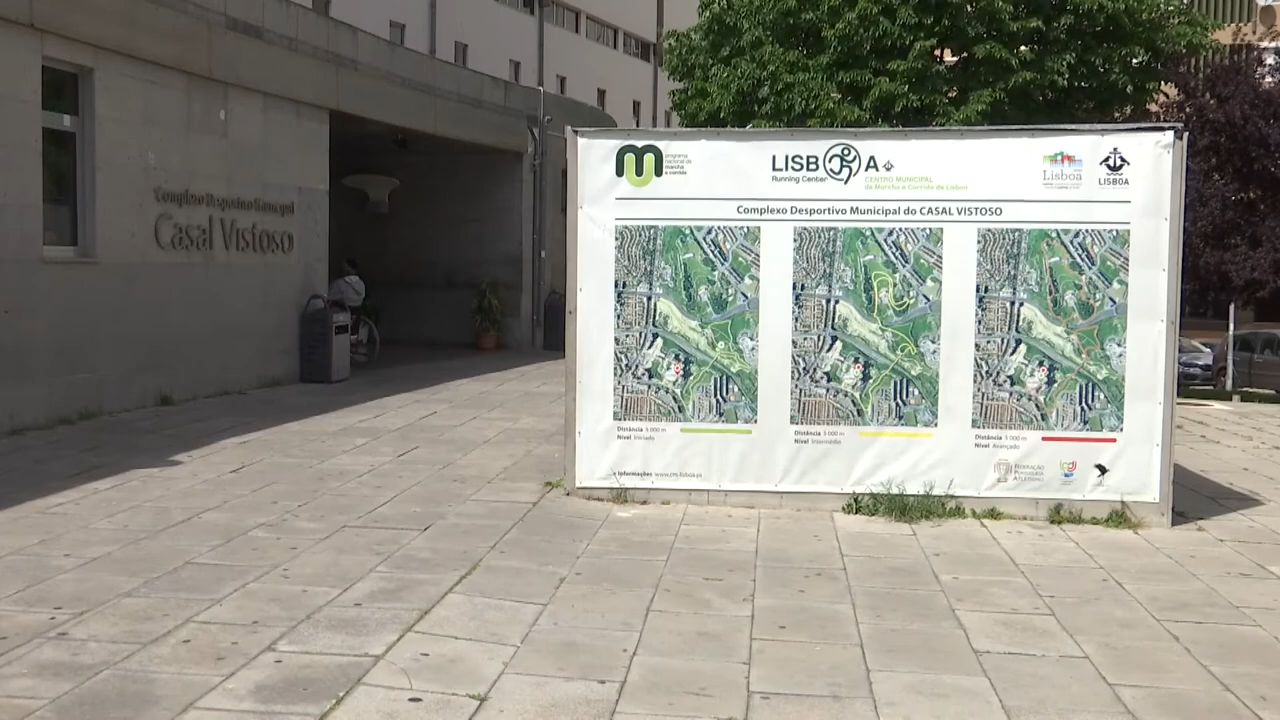 Complexo Desportivo Municipal
Casal Vistoso
m programa
nacional de
marcha
e corrida
LISBOA
Running Center
CENTRO MUNICIPAL
de Marcha e Corrida de Lisboa
Lisboa
LISBOA
Complexo Desportivo Municipal do CASAL VISTOSO
Distância 5 000 m
Nível Iniciado
Distância 5 000 m
Nível Intermédio
Distância 5 000 m
Nível Avançado
+ Informações www.cm-lisboa.pt
Federação
Portuguesa
Atletismo